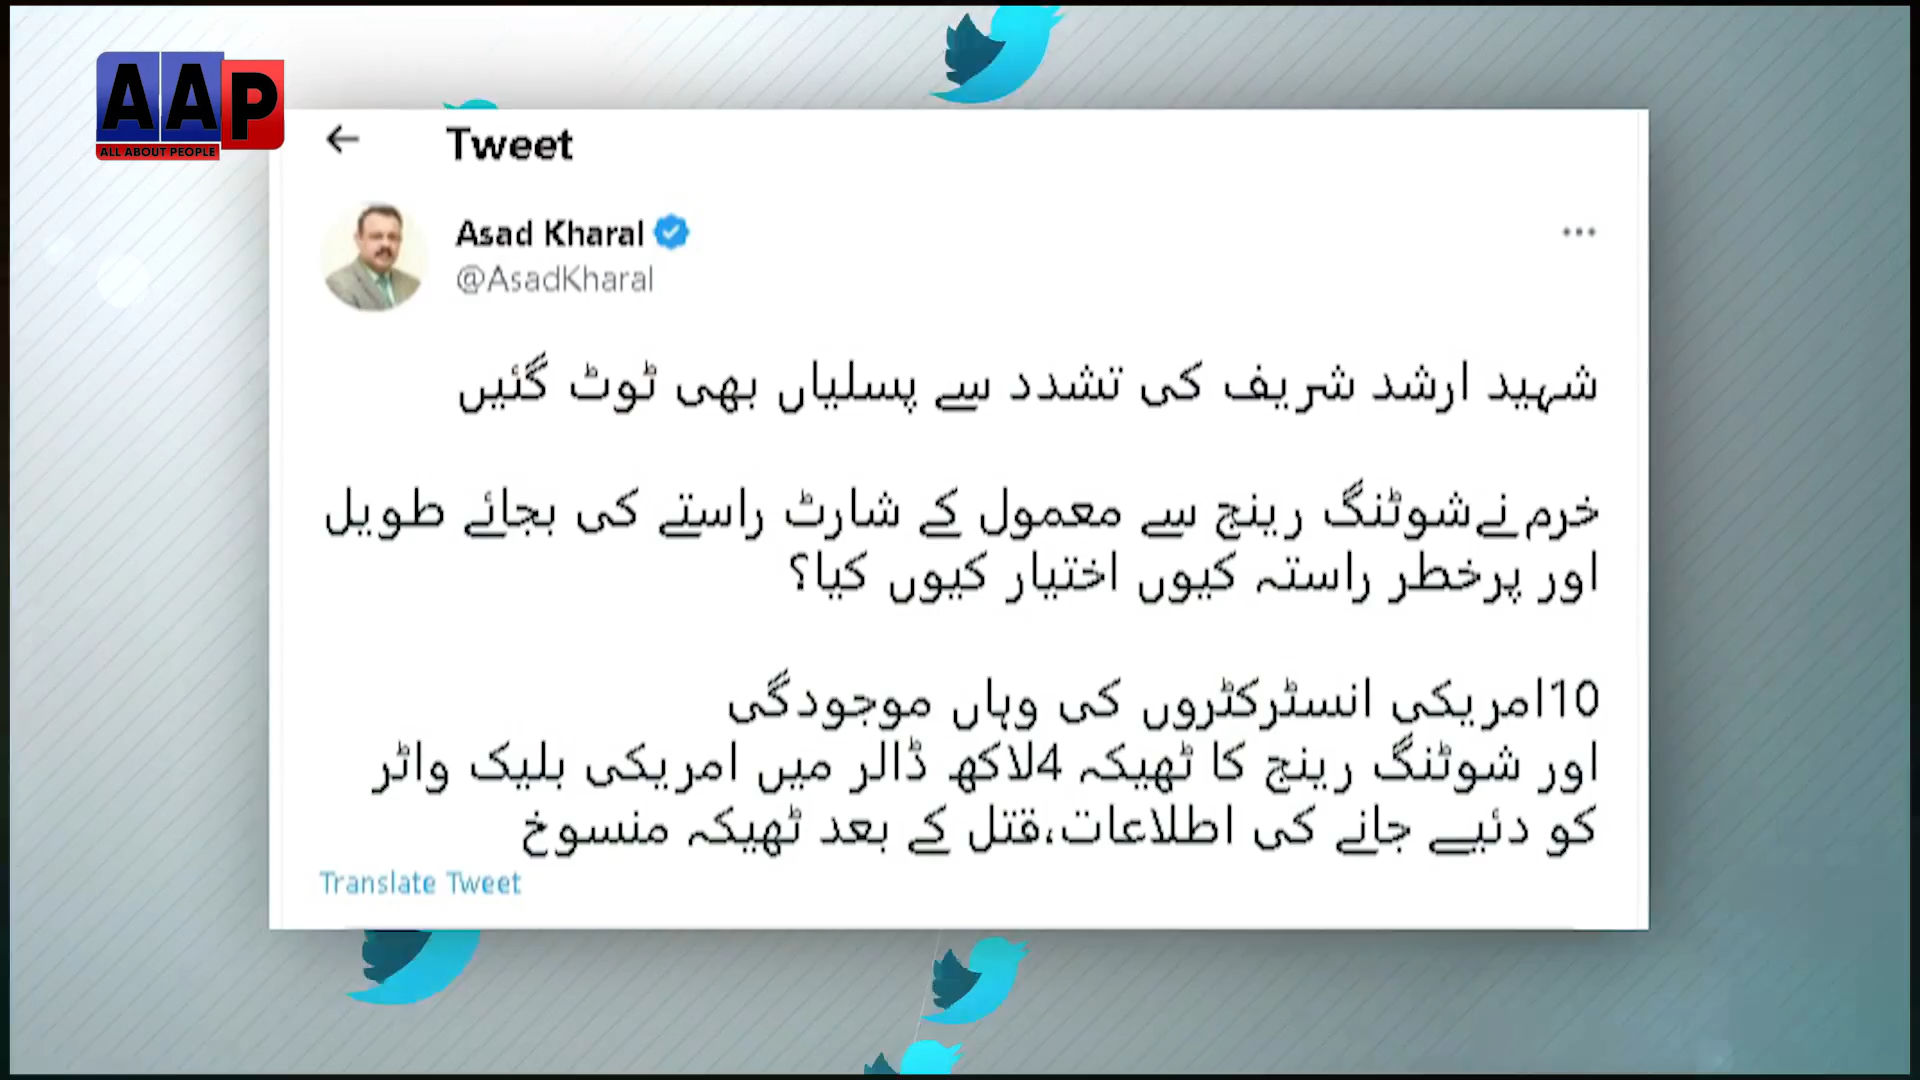 AAP
ALL ABOUT PEOPLE
Tweet
Asad Kharal
@AsadKharal
شہید ارشد شریف کی تشدد سے پسلیاں بھی ٹوٹ گئیں
خرم نےشوٹنگ رینج سے معمول کے شارٹ راستے کی بجائے طویل
اور پرخطر راستہ کیوں اختیار کیوں کیا؟
10امریکی انسٹرکٹروں کی وہاں موجودگی
اور شوٹنگ رینج کا ٹھیکہ 4لاکھ ڈالر میں امریکی بلیک واٹر
کو دئیے جانے کی اطلاعات،قتل کے بعد ٹھیکہ منسوخ
Translate Tweet